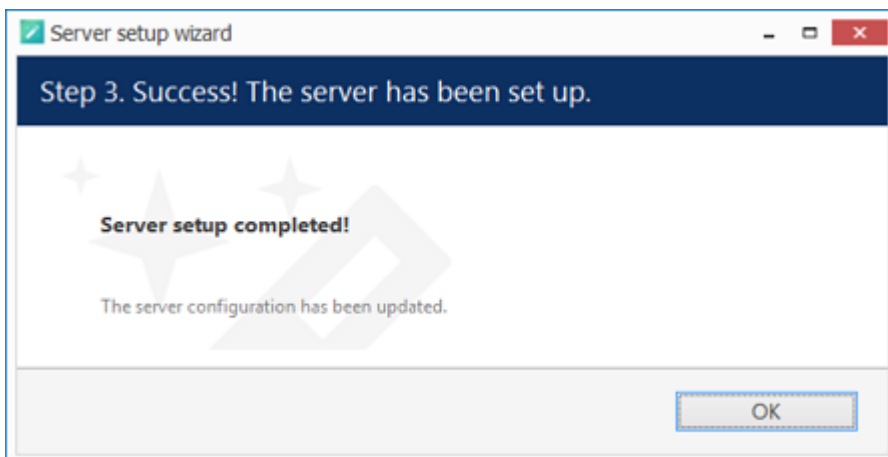 Server setup wizard
Step 3. Success! The server has been set up.
Server setup completed!
The server configuration has been updated.
OK